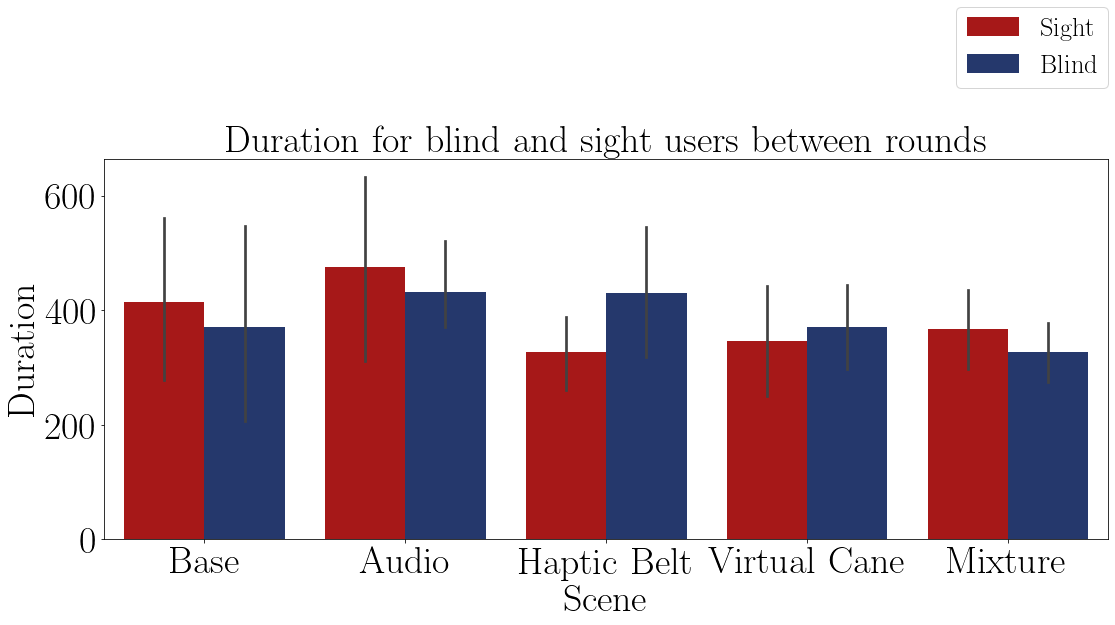 Sight
Blind
Duration for blind and sight users between rounds
600
400
200
0
Duration
Base Audio Haptic Belt Virtual Cane Mixture
Scene